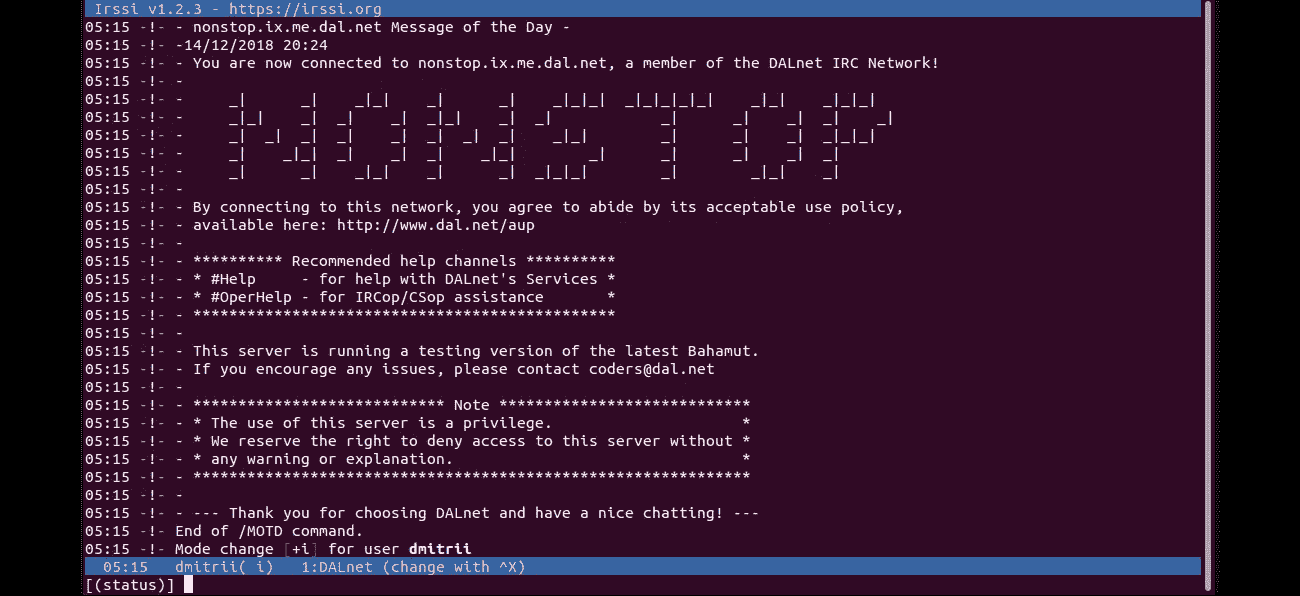 Irssi v1.2.3 - https://irssi.org
05:15 -!- - nonstop.ix.me.dal.net Message of the Day -
05:15 -!- -14/12/2018 20:24
05:15 -!- - You are now connected to nonstop.ix.me.dal.net, a member of the DALnet IRC Network!
05:15 -!- -
05:15 -!- -     _|      _|    _|_|    _|      _|    _|_|_|  _|_|_|_|_|    _|_|    _|_|_|
05:15 -!- -     _|_|    _|  _|    _|  _|_|    _|  _|            _|      _|    _|  _|    _|
05:15 -!- -     _|  _|  _|  _|    _|  _|  _|  _|    _|_|        _|      _|    _|  _|_|_|
05:15 -!- -     _|    _|_|  _|    _|  _|    _|_|        _|      _|      _|    _|  _|
05:15 -!- -     _|      _|    _|_|    _|      _|  _|_|_|        _|        _|_|    _|
05:15 -!- -
05:15 -!- - By connecting to this network, you agree to abide by its acceptable use policy,
05:15 -!- - available here: http://www.dal.net/aup
05:15 -!- -
05:15 -!- - ********** Recommended help channels **********
05:15 -!- - * #Help     - for help with DALnet's Services *
05:15 -!- - * #OperHelp - for IRCop/CSop assistance       *
05:15 -!- - ***********************************************
05:15 -!- -
05:15 -!- - This server is running a testing version of the latest Bahamut.
05:15 -!- - If you encourage any issues, please contact coders@dal.net
05:15 -!- -
05:15 -!- - **************************** Note ****************************
05:15 -!- - * The use of this server is a privilege.                     *
05:15 -!- - * We reserve the right to deny access to this server without *
05:15 -!- - * any warning or explanation.                                *
05:15 -!- - **************************************************************
05:15 -!- -
05:15 -!- - --- Thank you for choosing DALnet and have a nice chatting! ---
05:15 -!- End of /MOTD command.
05:15 -!- Mode change [+i] for user dmitrii
05:15   dmitrii( i)   1:DALnet (change with ^X)
[(status)]